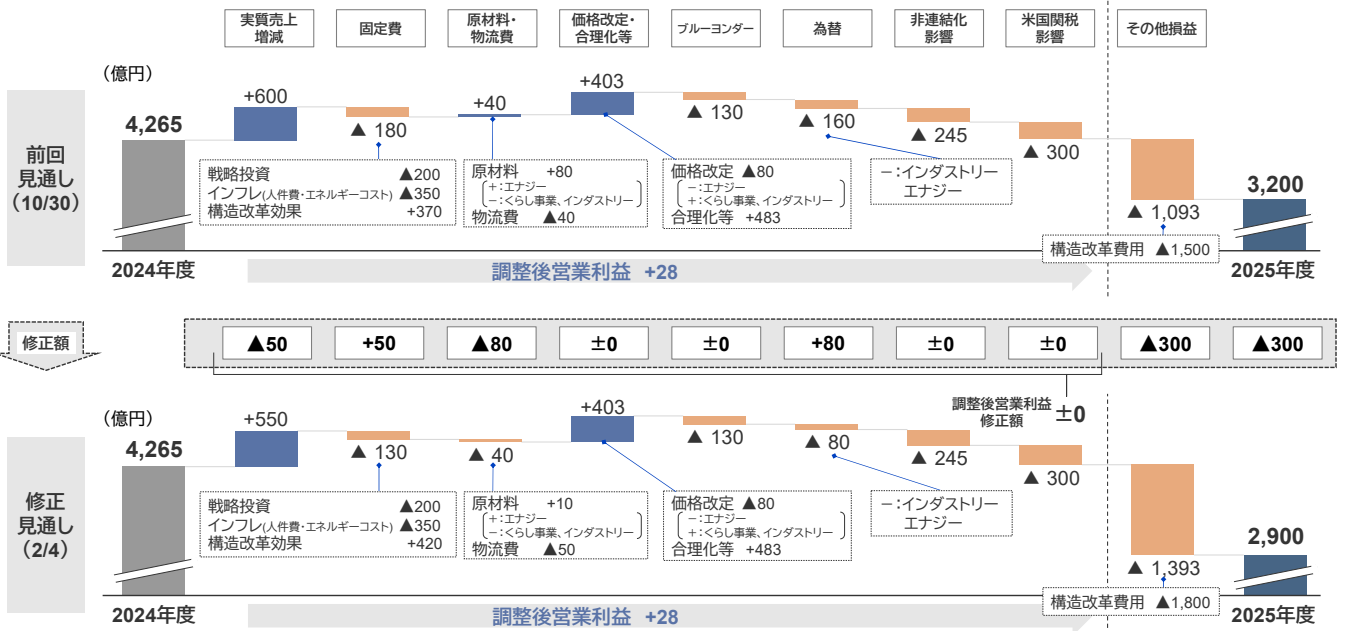 実質売上
増減
固定費
原材料・
物流費
価格改定・
合理化等
ブルーヨンダー
為替
非連結化
影響
米国関税
影響
その他損益
前回
見通し
（10/30）
（億円）
4,265
+600
▲ 180
+40
+403
▲ 130
▲ 160
▲ 245
▲ 300
▲ 1,093
3,200
戦略投資 ▲200
インフレ(人件費・エネルギーコスト) ▲350
構造改革効果 +370
原材料 +80
＋：エナジー
－：くらし事業、インダストリー
物流費 ▲40
価格改定 ▲80
－：エナジー
＋：くらし事業、インダストリー
合理化等 +483
－：インダストリー
エナジー
構造改革費用 ▲1,500
2024年度
調整後営業利益 +28
2025年度
修正額
▲50
+50
▲80
±0
±0
+80
±0
±0
▲300
▲300
調整後営業利益
修正額
±0
修正
見通し
（2/4）
（億円）
4,265
+550
▲ 130
▲ 40
+403
▲ 130
▲ 80
▲ 245
▲ 300
▲ 1,393
2,900
戦略投資 ▲200
インフレ(人件費・エネルギーコスト) ▲350
構造改革効果 +420
原材料 +10
＋：エナジー
－：くらし事業、インダストリー
物流費 ▲50
価格改定 ▲80
－：エナジー
＋：くらし事業、インダストリー
合理化等 +483
－：インダストリー
エナジー
構造改革費用 ▲1,800
2024年度
調整後営業利益 +28
2025年度